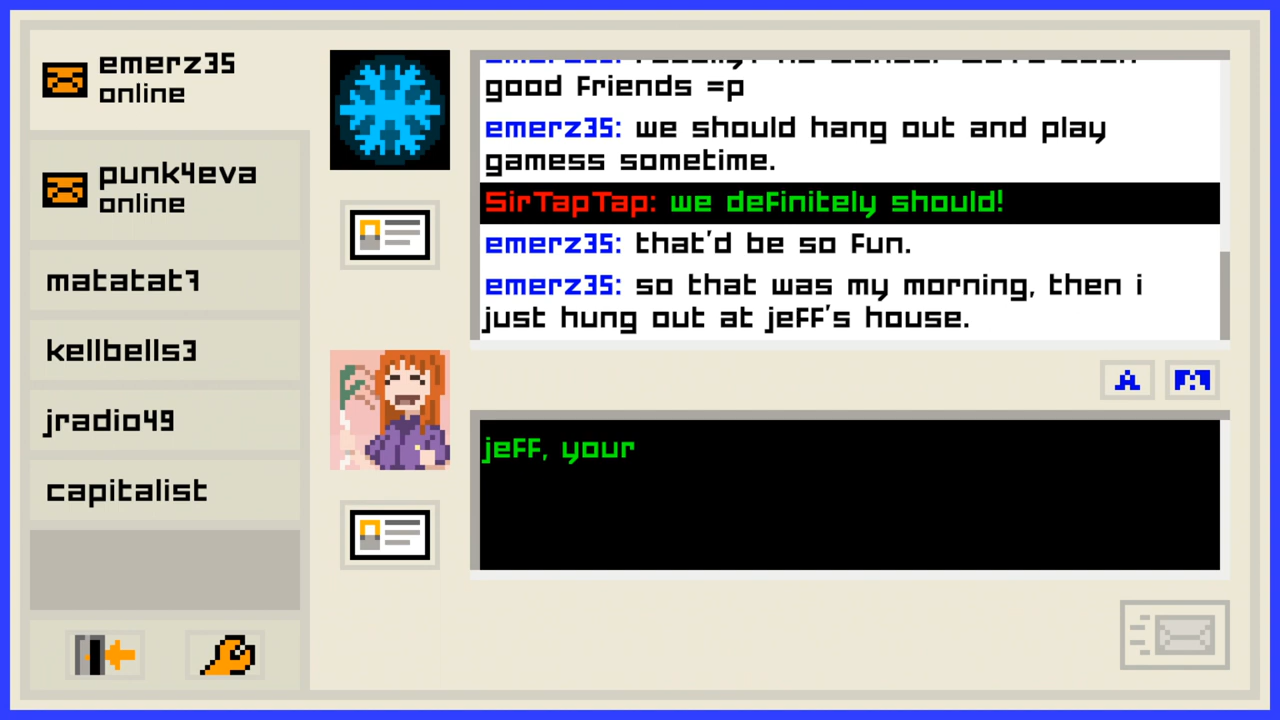 emerz35
online
punk4eva
online
matatat7
kellbells3
jradio49
capitalist
good friends =p
emerz35: we should hang out and play
gamess sometime.
SirTapTap: we definitely should!
emerz35: that'd be so fun.
emerz35: so that was my morning, then i
just hung out at jeff's house.
A
jeff, your